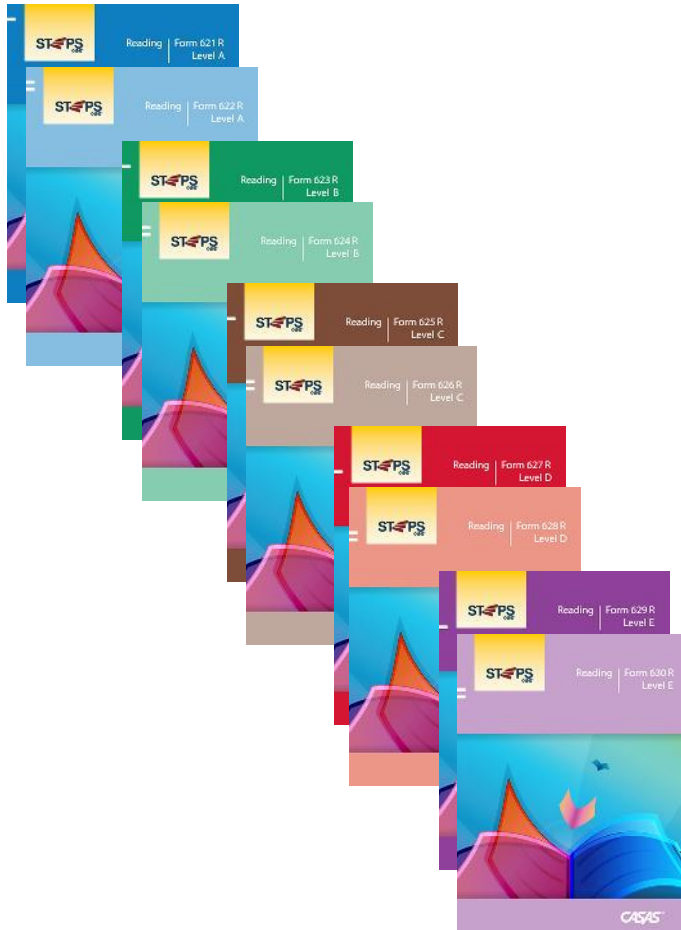 STEPS
Reading | Form 621 R
Level A
STEPS
Reading | Form 622 R
Level A
STEPS
Reading | Form 623 R
Level B
STEPS
Reading | Form 624 R
Level B
STEPS
Reading | Form 625 R
Level C
STEPS
Reading | Form 626 R
Level C
STEPS
Reading | Form 627 R
Level D
STEPS
Reading | Form 628 R
Level D
STEPS
Reading | Form 629 R
Level E
STEPS
Reading | Form 630 R
Level E
CASAS